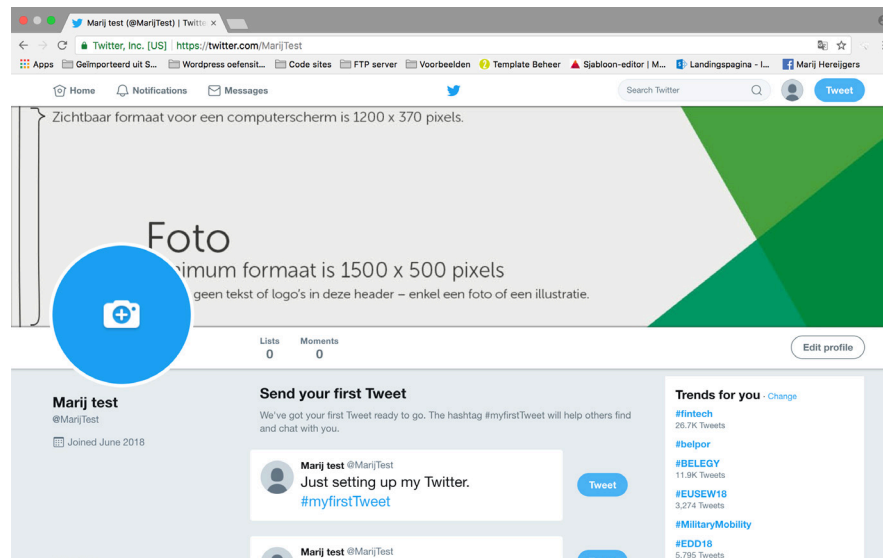 Marij test (@MarijTest) | Twitt
Twitter, Inc. [US] | https://twitter.com/MarijTest
Apps Geïmporteerd uit S... Wordpress oefensit... Code sites FTP server Voorbeelden Template Beheer Sjabloon-editor | M... Landingspagina - I... Marij Hereijgers
Home Notifications Messages Search Twitter Tweet
Zichtbaar formaat voor een computerscherm is 1200 x 370 pixels.
Foto
nimum formaat is 1500 x 500 pixels
geen tekst of logo's in deze header – enkel een foto of een illustratie.
Lists Moments
0 0
Edit profile
Marij test
@MarijTest
Joined June 2018
Send your first Tweet
We've got your first Tweet ready to go. The hashtag #myfirstTweet will help others find
and chat with you.
Marij test @MarijTest
Just setting up my Twitter.
#myfirstTweet
Tweet
Marij test @MarijTest
Trends for you - Change
#fintech
26.7K Tweets
#belpor
#BELEGY
11.9K Tweets
#EUSEW18
3,274 Tweets
#MilitaryMobility
#EDD18
5,795 Tweets